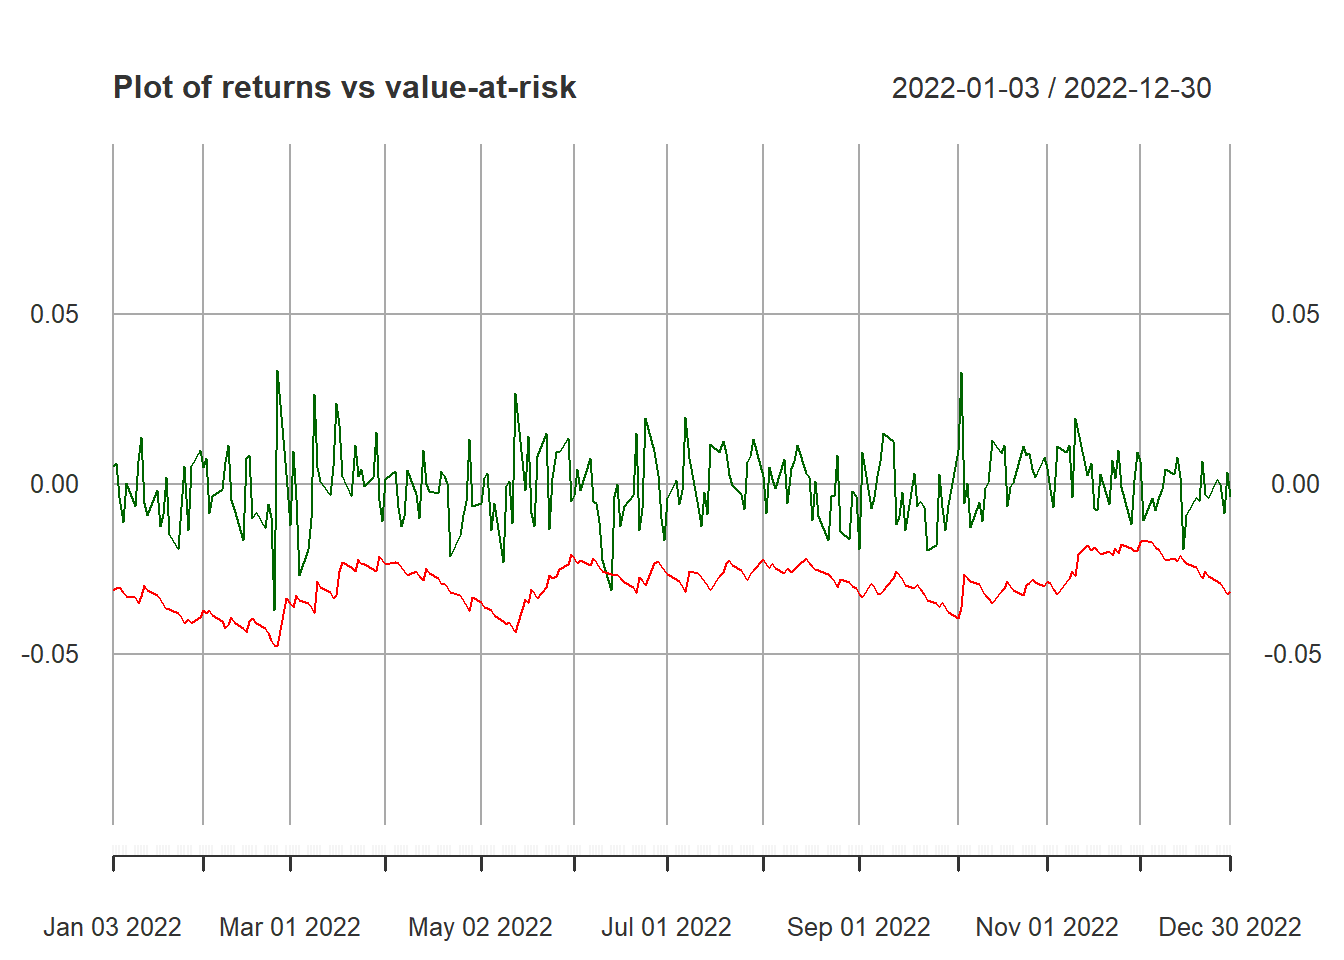 Plot of returns vs value-at-risk 2022-01-03 / 2022-12-30
0.05 0.05
0.00 0.00
-0.05 -0.05
Jan 03 2022 Mar 01 2022 May 02 2022 Jul 01 2022 Sep 01 2022 Nov 01 2022 Dec 30 2022